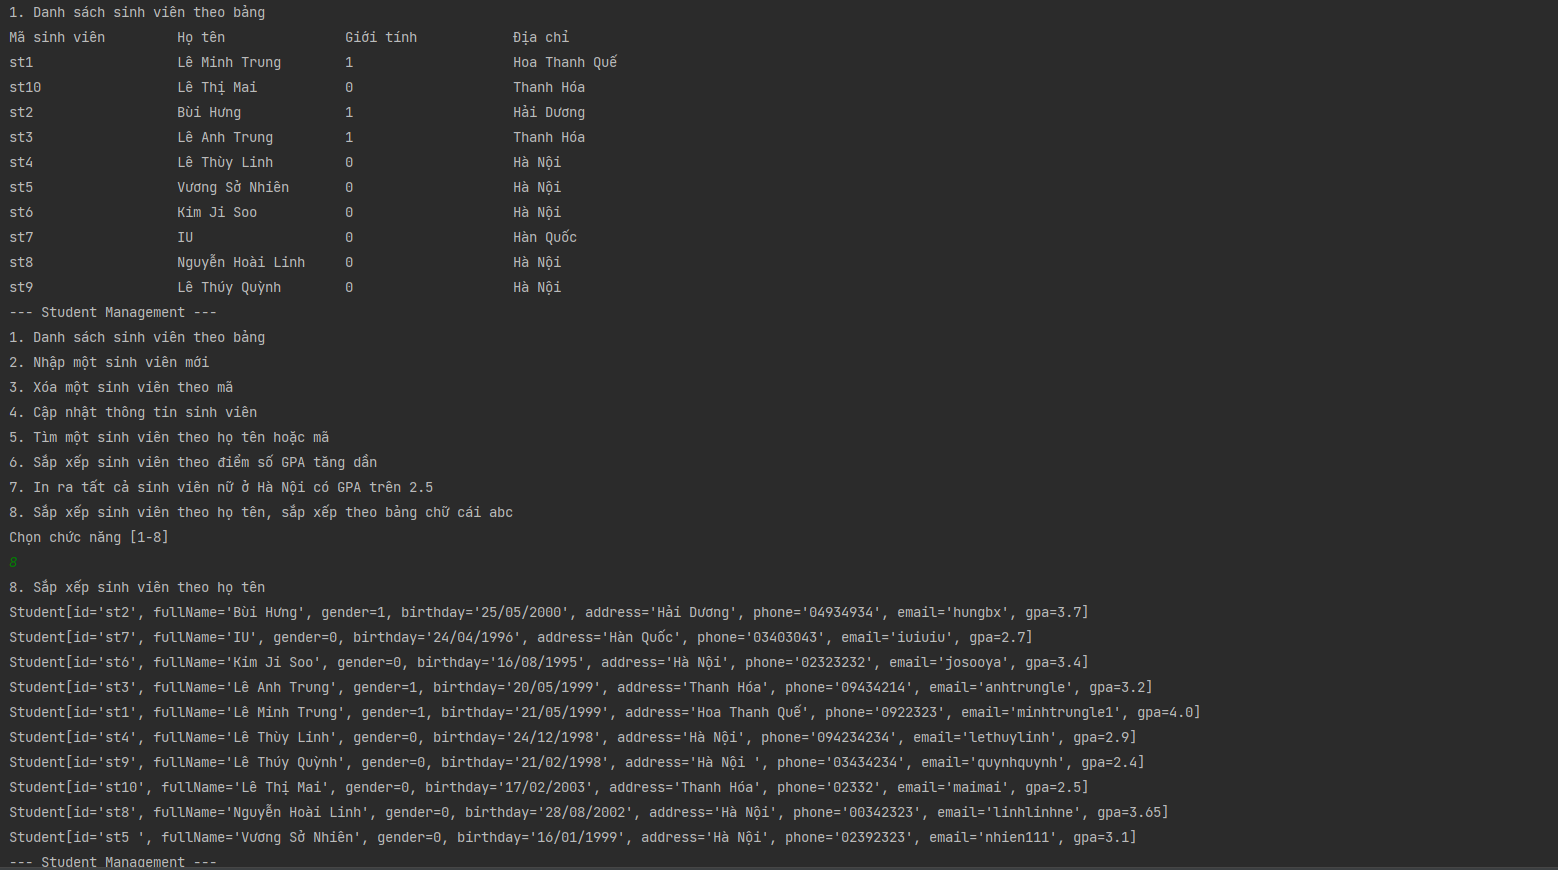 1. Danh sách sinh viên theo bảng
Mã sinh viên Họ tên Giới tính Địa chỉ
st1 Lê Minh Trung 1 Hoa Thanh Quế
st10 Lê Thị Mai 0 Thanh Hóa
st2 Bùi Hưng 1 Hải Dương
st3 Lê Anh Trung 1 Thanh Hóa
st4 Lê Thùy Linh 0 Hà Nội
st5 Vương Sở Nhiên 0 Hà Nội
st6 Kim Ji Soo 0 Hà Nội
st7 IU 0 Hàn Quốc
st8 Nguyễn Hoài Linh 0 Hà Nội
st9 Lê Thúy Quỳnh 0 Hà Nội
--- Student Management ---
1. Danh sách sinh viên theo bảng
2. Nhập một sinh viên mới
3. Xóa một sinh viên theo mã
4. Cập nhật thông tin sinh viên
5. Tìm một sinh viên theo họ tên hoặc mã
6. Sắp xếp sinh viên theo điểm số GPA tăng dần
7. In ra tất cả sinh viên nữ ở Hà Nội có GPA trên 2.5
8. Sắp xếp sinh viên theo họ tên, sắp xếp theo bảng chữ cái abc
Chọn chức năng [1-8]
8
8. Sắp xếp sinh viên theo họ tên
Student[id='st2', fullName='Bùi Hưng', gender=1, birthday='25/05/2000', address='Hải Dương', phone='04934934', email='hungbx', gpa=3.7]
Student[id='st7', fullName='IU', gender=0, birthday='24/04/1996', address='Hàn Quốc', phone='03403043', email='iuiuiu', gpa=2.7]
Student[id='st6', fullName='Kim Ji Soo', gender=0, birthday='16/08/1995', address='Hà Nội', phone='02323232', email='josooya', gpa=3.4]
Student[id='st3', fullName='Lê Anh Trung', gender=1, birthday='20/05/1999', address='Thanh Hóa', phone='09434214', email='anhtrungle', gpa=3.2]
Student[id='st1', fullName='Lê Minh Trung', gender=1, birthday='21/05/1999', address='Hoa Thanh Quế', phone='0922323', email='minhtrungle1', gpa=4.0]
Student[id='st4', fullName='Lê Thùy Linh', gender=0, birthday='24/12/1998', address='Hà Nội', phone='094234234', email='lethuylinh', gpa=2.9]
Student[id='st9', fullName='Lê Thúy Quỳnh', gender=0, birthday='21/02/1998', address='Hà Nội ', phone='03434234', email='quynhquynh', gpa=2.4]
Student[id='st10', fullName='Lê Thị Mai', gender=0, birthday='17/02/2003', address='Thanh Hóa', phone='02332', email='maimai', gpa=2.5]
Student[id='st8', fullName='Nguyễn Hoài Linh', gender=0, birthday='28/08/2002', address='Hà Nội', phone='00342323', email='linhlinhne', gpa=3.65]
Student[id='st5 ', fullName='Vương Sở Nhiên', gender=0, birthday='16/01/1999', address='Hà Nội', phone='02392323', email='nhien111', gpa=3.1]
--- Student Management ---